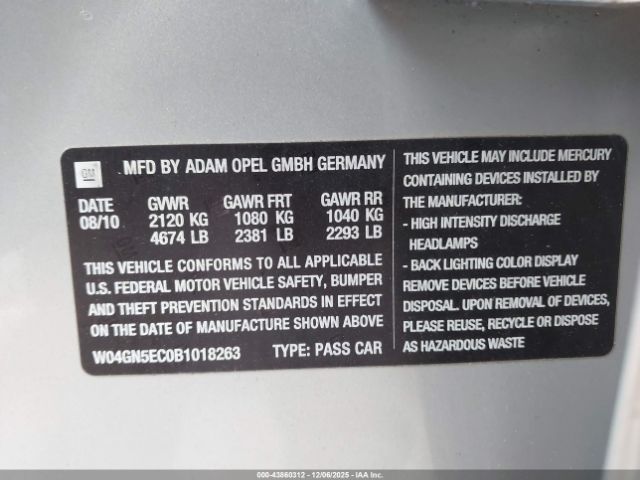 GM
MFD BY ADAM OPEL GMBH GERMANY
DATE GVWR GAWR FRT GAWR RR
08/10 2120 KG 1080 KG 1040 KG
4674 LB 2381 LB 2293 LB
THIS VEHICLE CONFORMS TO ALL APPLICABLE
U.S. FEDERAL MOTOR VEHICLE SAFETY, BUMPER
AND THEFT PREVENTION STANDARDS IN EFFECT
ON THE DATE OF MANUFACTURE SHOWN ABOVE
W04GN5EC0B1018263 TYPE: PASS CAR
THIS VEHICLE MAY INCLUDE MERCURY
CONTAINING DEVICES INSTALLED BY
THE MANUFACTURER:
- HIGH INTENSITY DISCHARGE
HEADLAMPS
- BACK LIGHTING COLOR DISPLAY
REMOVE DEVICES BEFORE VEHICLE
DISPOSAL. UPON REMOVAL OF DEVICES,
PLEASE REUSE, RECYCLE OR DISPOSE
AS HAZARDOUS WASTE
000-43860312 - 12/06/2025 - IAAI.COM